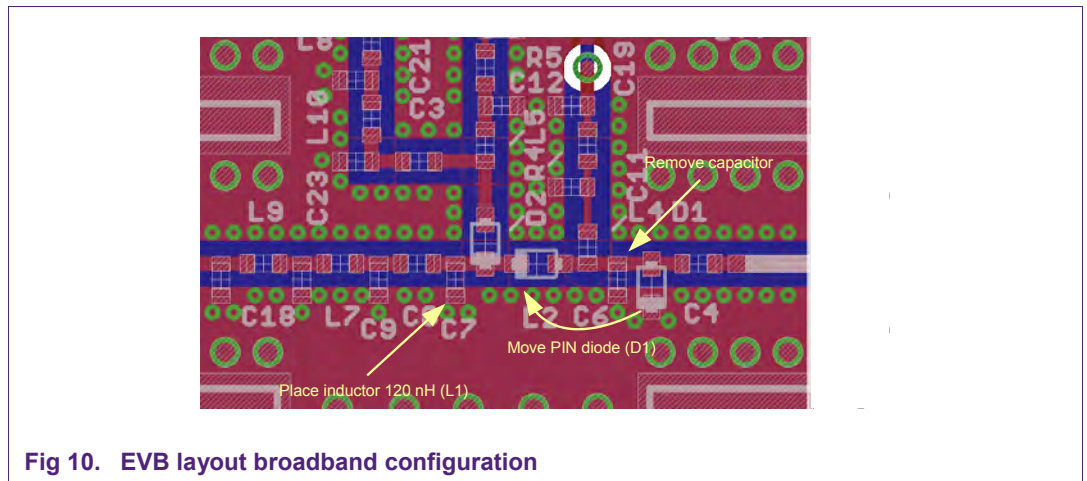 L8
C21
R5
C19
C12
C3
L10
L5
R4
C11
Remove capacitor
C23
L9
D2
L4
D1
C18
L7
C9
C8
C7
L2
C6
C4
Move PIN diode (D1)
Place inductor 120 nH (L1)
Fig 10. EVB layout broadband configuration